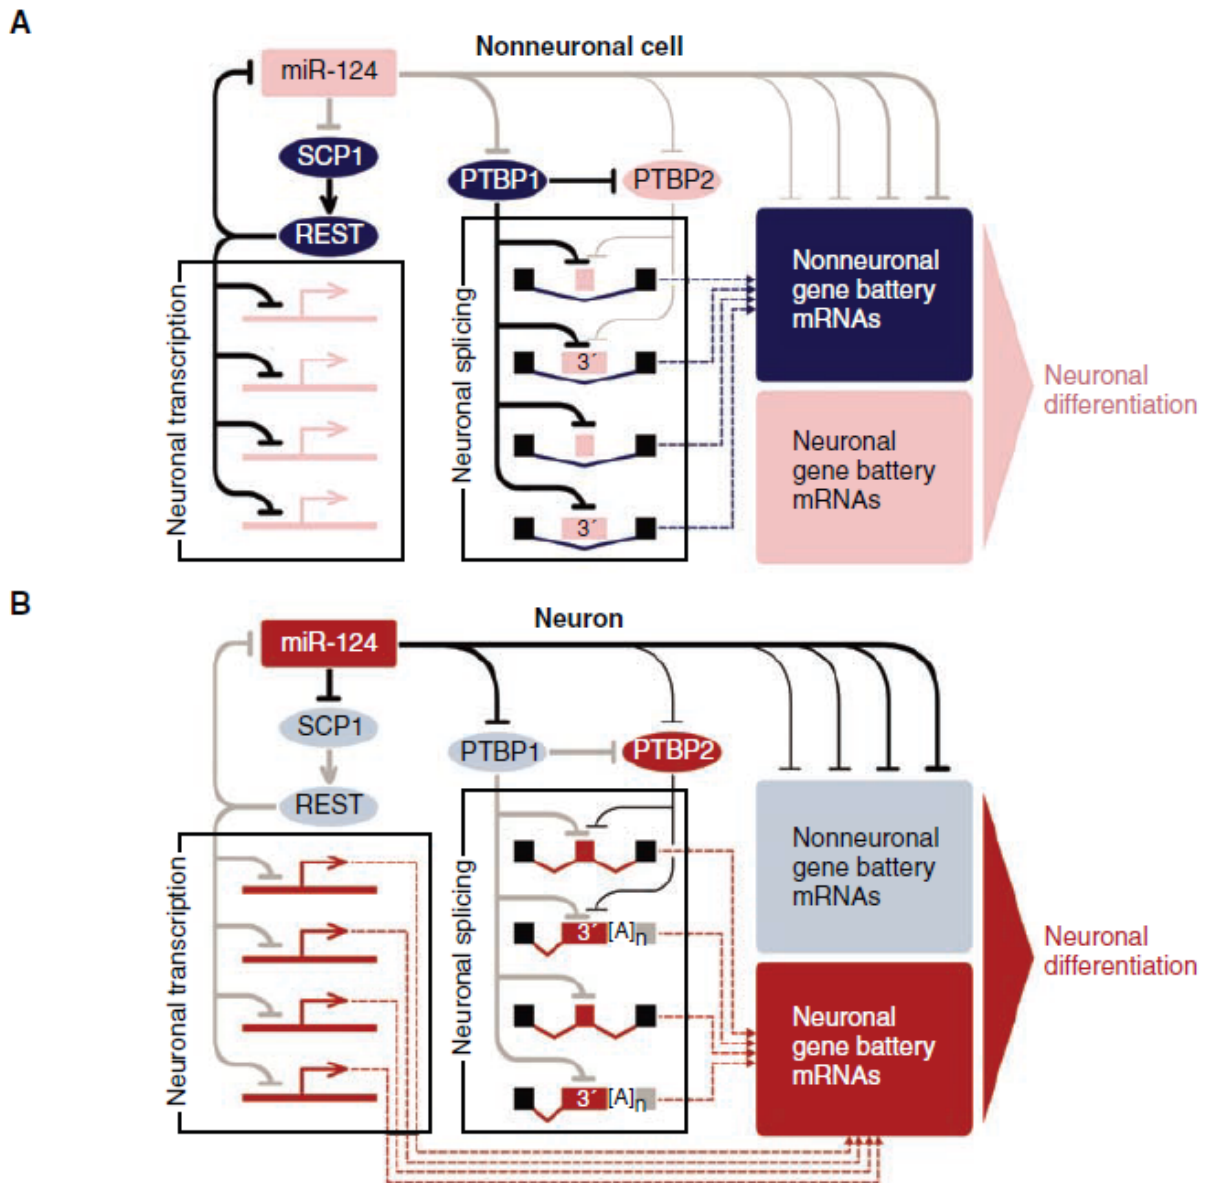 A
Nonneuronal cell
miR-124
SCP1
PTBP1
PTBP2
REST
Neuronal transcription
Neuronal splicing
3´
3´
Nonneuronal
gene battery
mRNAs
Neuronal
gene battery
mRNAs
Neuronal
differentiation
B
Neuron
miR-124
SCP1
PTBP1
PTBP2
REST
Neuronal transcription
Neuronal splicing
3´ [A]n
3´ [A]n
Nonneuronal
gene battery
mRNAs
Neuronal
gene battery
mRNAs
Neuronal
differentiation